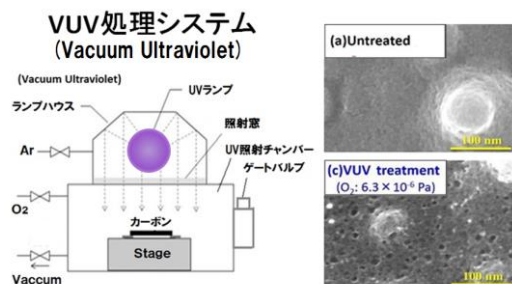 VUV処理システム
(Vacuum Ultraviolet)
(Vacuum Ultraviolet)
UVランプ
ランプハウス
照射窓
UV照射チャンバー
ゲートバルブ
Ar
O2
カーボン
Stage
Vaccum
(a)Untreated
100 nm
(c)VUV treatment
(O₂: 6.3 × 10⁻⁶ Pa)
100 nm